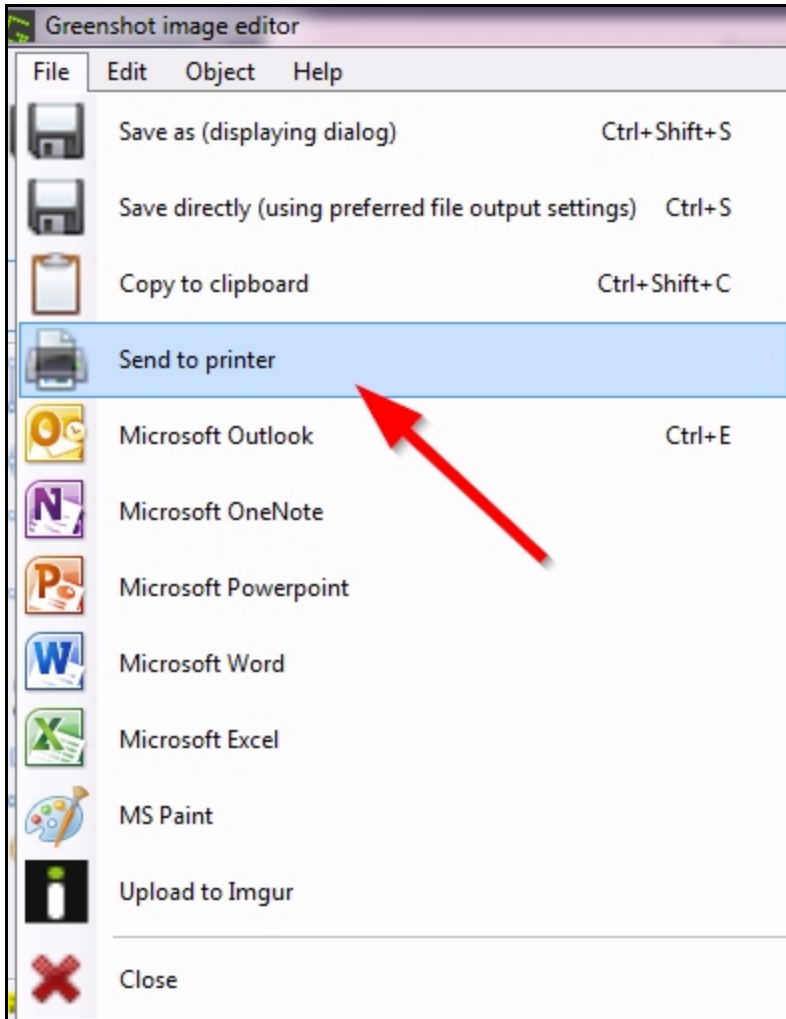 Greenshot image editor
File Edit Object Help
Save as (displaying dialog) Ctrl+Shift+S
Save directly (using preferred file output settings) Ctrl+S
Copy to clipboard Ctrl+Shift+C
Send to printer
Microsoft Outlook Ctrl+E
Microsoft OneNote
Microsoft Powerpoint
Microsoft Word
Microsoft Excel
MS Paint
Upload to Imgur
Close